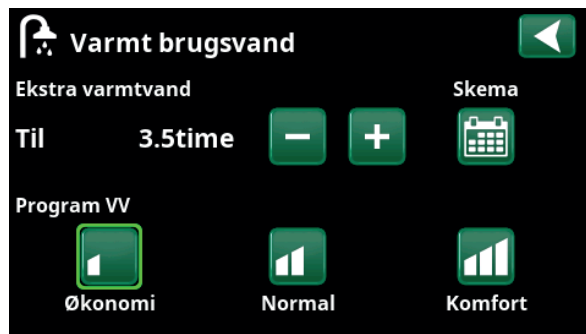 Varmt brugsvand
Ekstra varmtvand Skema
Til 3.5time
Program VV
Økonomi Normal Komfort